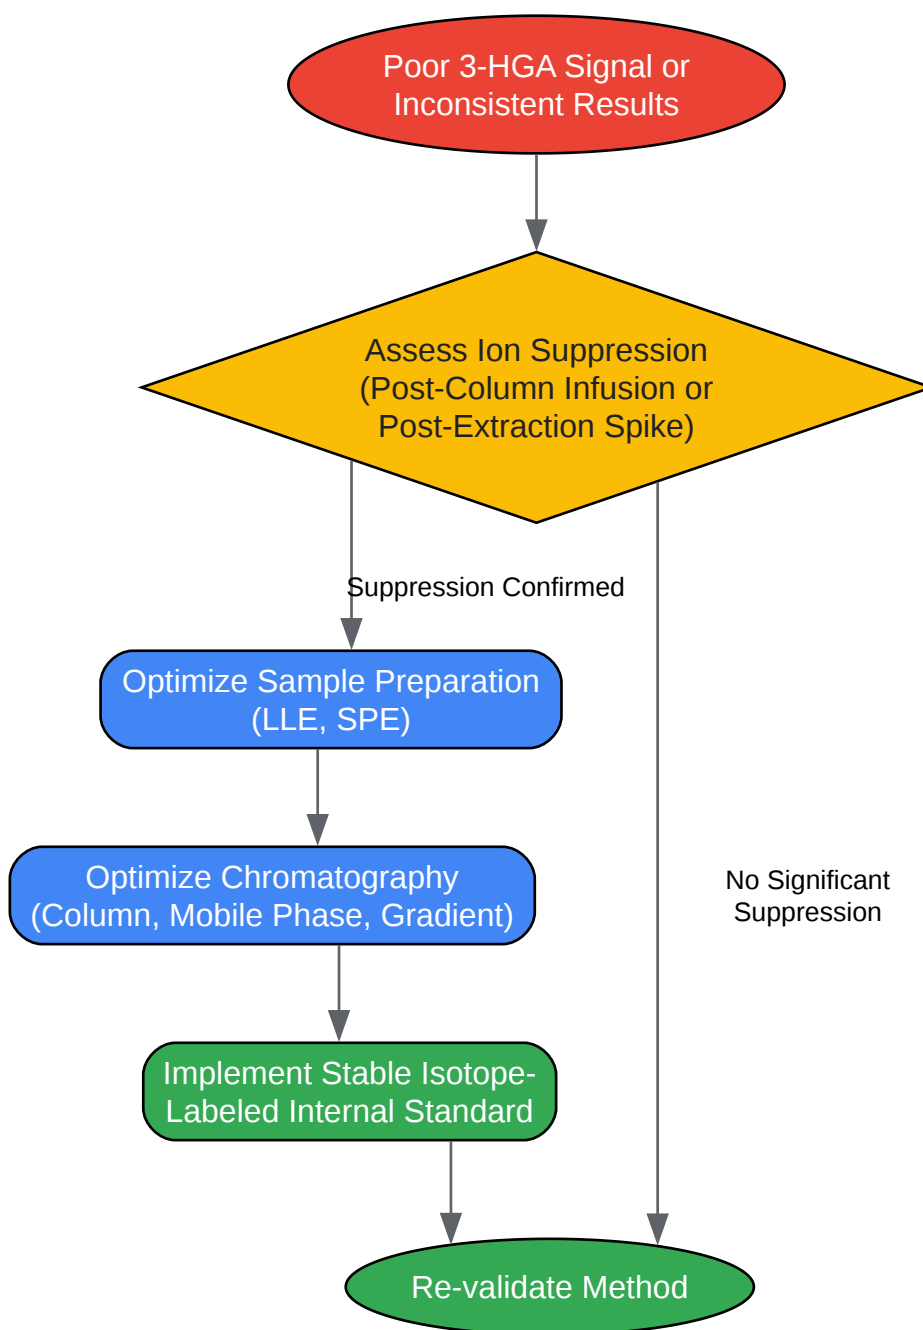 Poor 3-HGA Signal or
Inconsistent Results
Assess Ion Suppression
(Post-Column Infusion or
Post-Extraction Spike)
Suppression Confirmed
Optimize Sample Preparation
(LLE, SPE)
Optimize Chromatography
(Column, Mobile Phase, Gradient)
No Significant
Suppression
Implement Stable Isotope-
Labeled Internal Standard
Re-validate Method